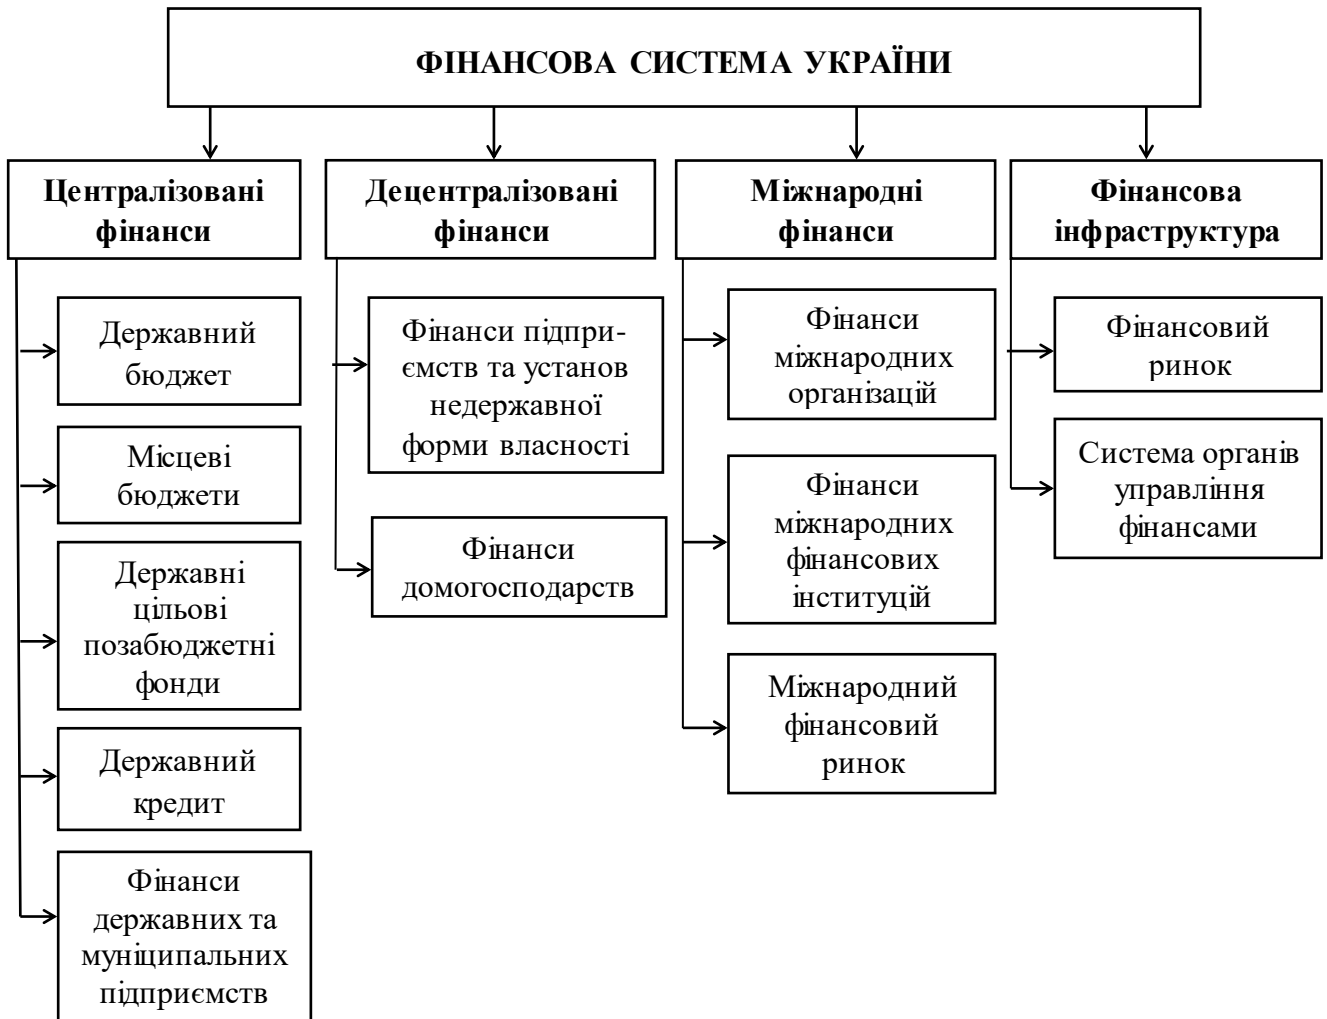 ФІНАНСОВА СИСТЕМА УКРАЇНИ
Централізовані
фінанси
Державний
бюджет
Місцеві
бюджети
Державні
цільові
позабюджетні
фонди
Державний
кредит
Фінанси
державних та
муніципальних
підприємств
Децентралізовані
фінанси
Фінанси підпри-
ємств та установ
недержавної
форми власності
Фінанси
домогосподарств
Міжнародні
фінанси
Фінанси
міжнародних
організацій
Фінанси
міжнародних
фінансових
інституцій
Міжнародний
фінансовий
ринок
Фінансова
інфраструктура
Фінансовий
ринок
Система органів
управління
фінансами